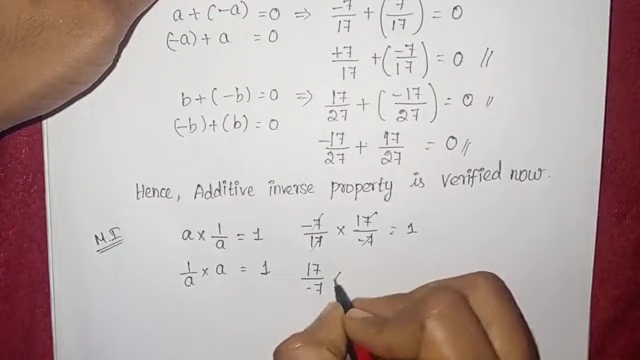 a + (-a) = 0 ⇒ -7/17 + (7/17) = 0
(-a) + a = 0
+7/17 + (-7/17) = 0 //
b + (-b) = 0 ⇒ 17/27 + (-17/27) = 0 //
(-b) + (b) = 0
-17/27 + 17/27 = 0 //
Hence, Additive inverse property is verified now.
M.I a × 1/a = 1 -7/17 × 17/-7 = 1
1/a × a = 1 17/-7